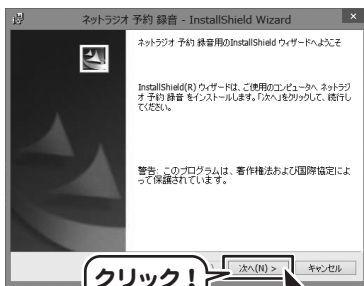 ネットラジオ 予約 録音 - InstallShield Wizard
ネットラジオ 予約 録音用のInstallShield ウィザードへようこそ
InstallShield(R) ウィザードは、ご使用のコンピュータへ ネットラジ
オ 予約 録音 をインストールします。「次へ」をクリックして、続行し
てください。
警告: このプログラムは、著作権法および国際協定によ
って保護されています。
次へ(N) >
キャンセル
クリック!